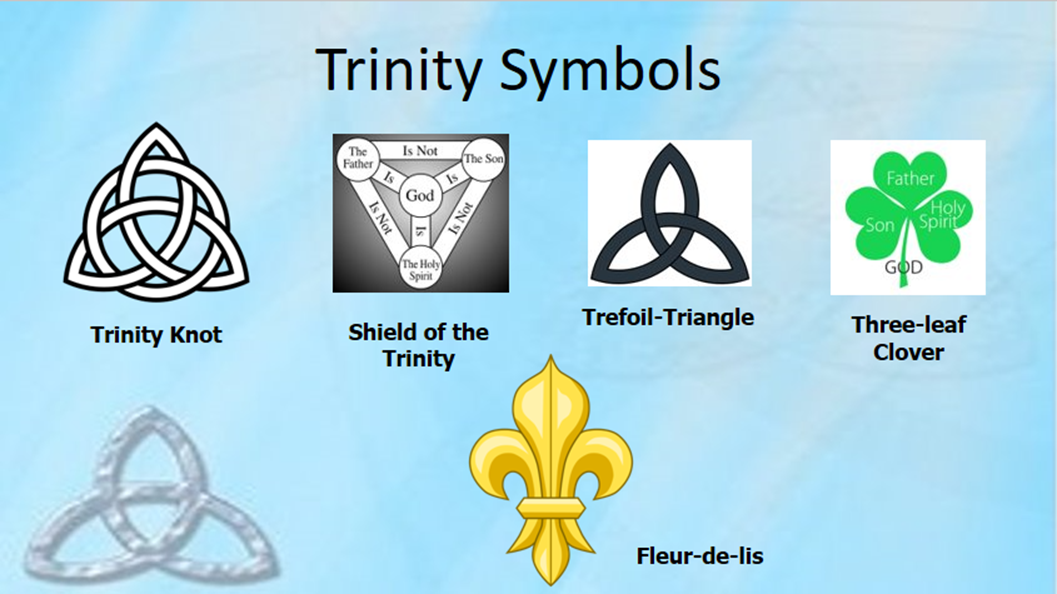 Trinity Symbols
The
Father
Is Not
The Son
Is
Is
God
Is Not
Is
Is Not
The Holy
Spirit
Father
Son
Holy
Spirit
GOD
Trinity Knot
Shield of the
Trinity
Trefoil-Triangle
Three-leaf
Clover
Fleur-de-lis